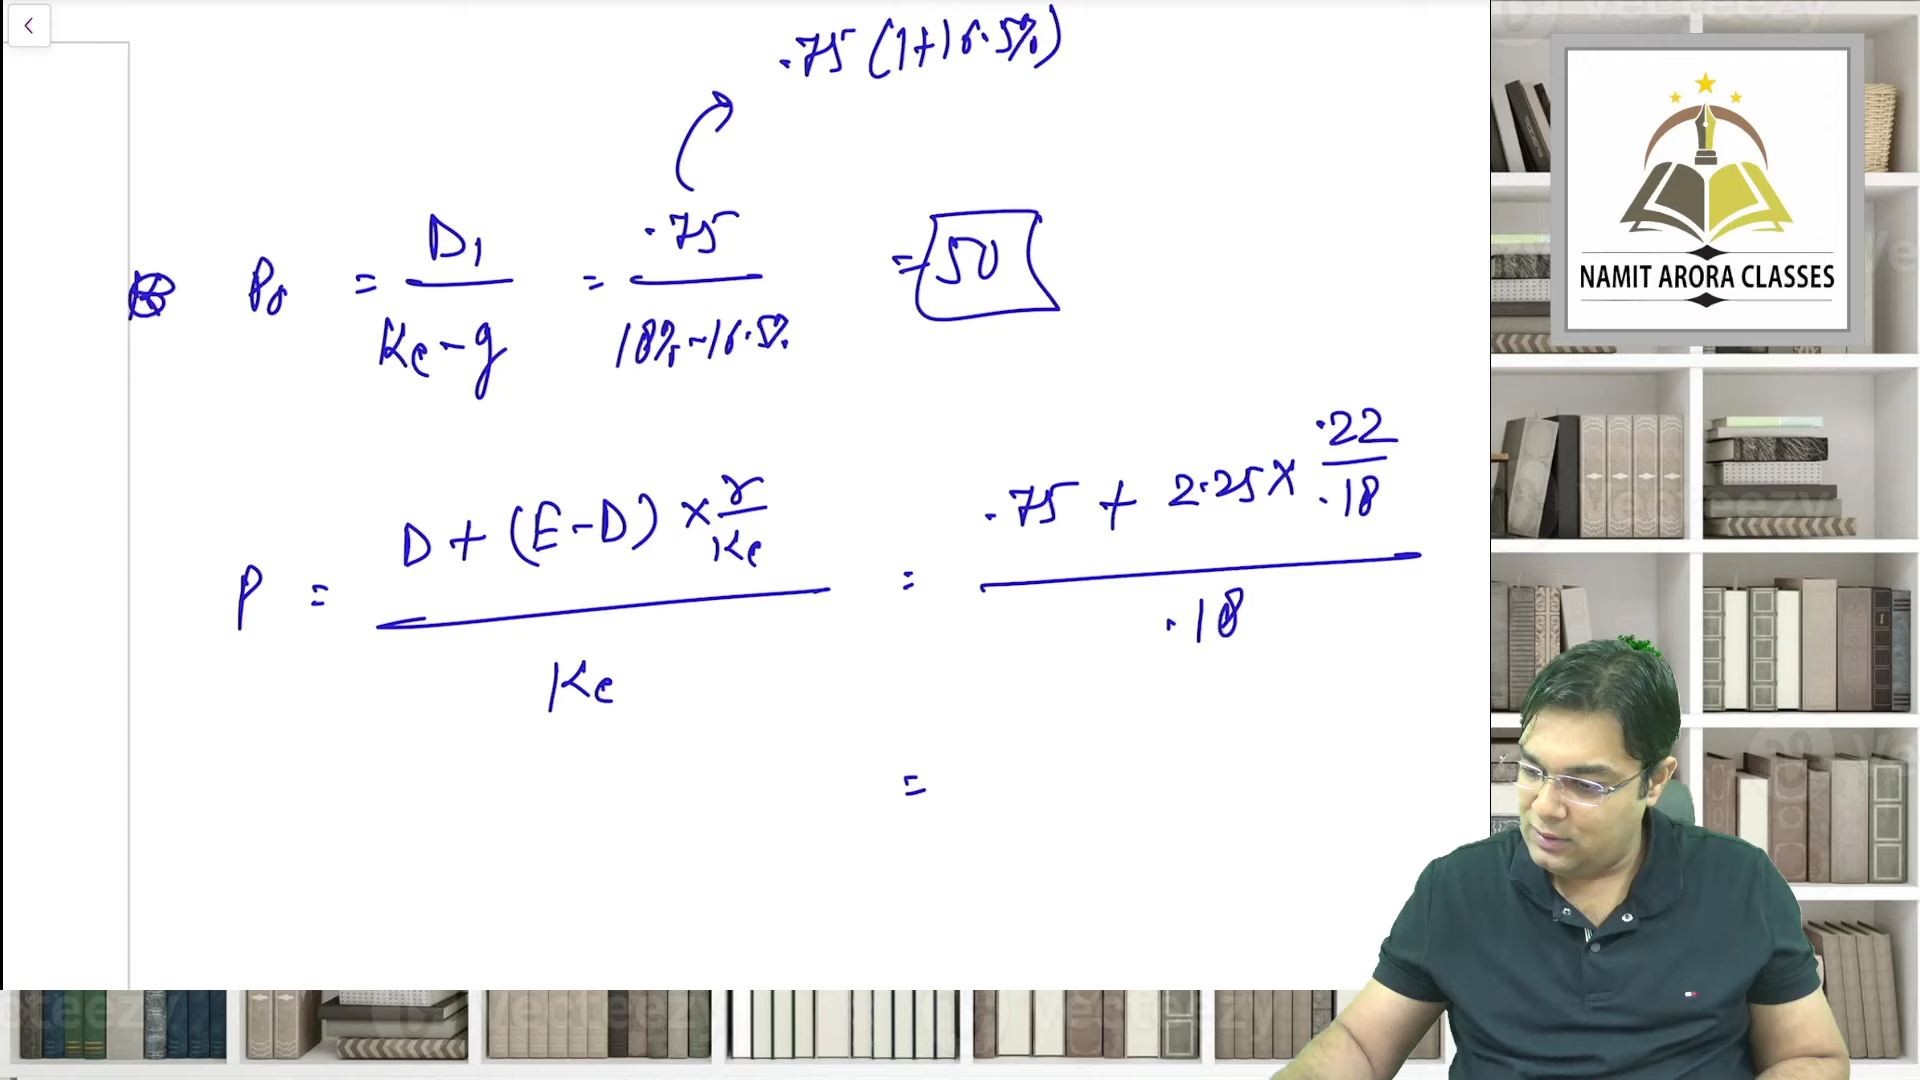 .75 (1+16.5%)
P0 = D1 / Ke-g = .75 / 18%-16.5% = 50
P = D + (E-D) × r/Ke / Ke = .75 + 2.25 × .22/.18 / .18
=
NAMIT ARORA CLASSES